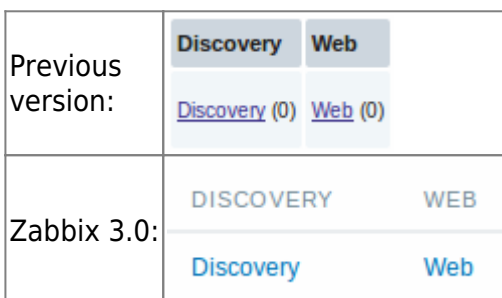 Previous version:
Discovery Web
Discovery (0) Web (0)
Zabbix 3.0:
DISCOVERY WEB
Discovery Web